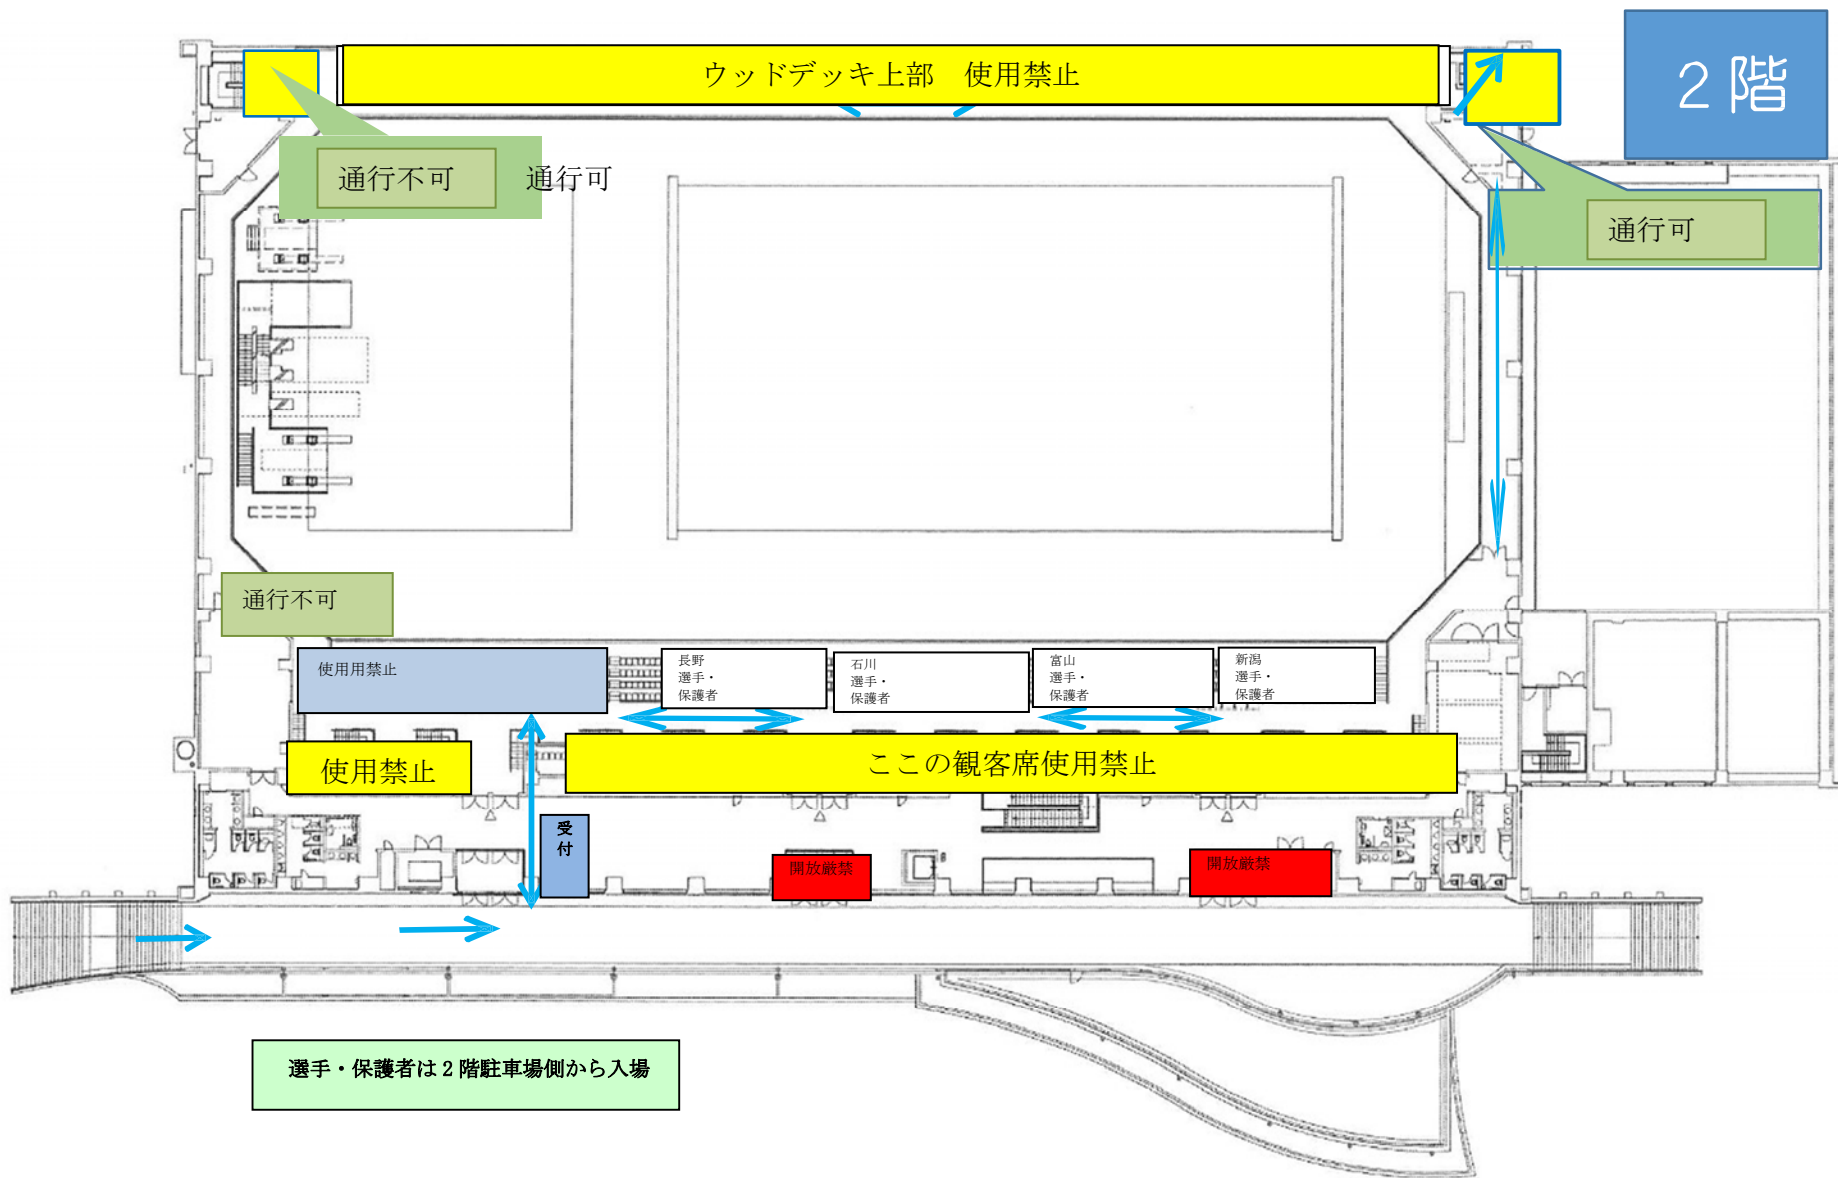 ウッドデッキ上部　使用禁止
２階
通行不可
通行可
通行可
通行不可
使用用禁止
長野
選手・
保護者
石川
選手・
保護者
富山
選手・
保護者
新潟
選手・
保護者
使用禁止
ここの観客席使用禁止
受
付
開放厳禁
開放厳禁
選手・保護者は２階駐車場側から入場